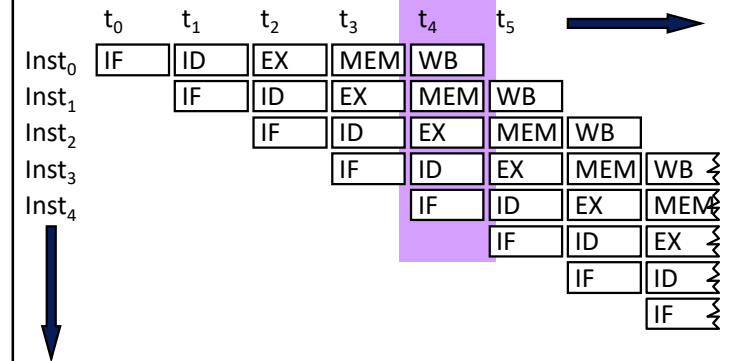 t₀ t₁ t₂ t₃ t₄ t₅
Inst₀ IF ID EX MEM WB
Inst₁ IF ID EX MEM WB
Inst₂ IF ID EX MEM WB
Inst₃ IF ID EX MEM WB
Inst₄ IF ID EX MEM
IF ID EX
IF ID
IF